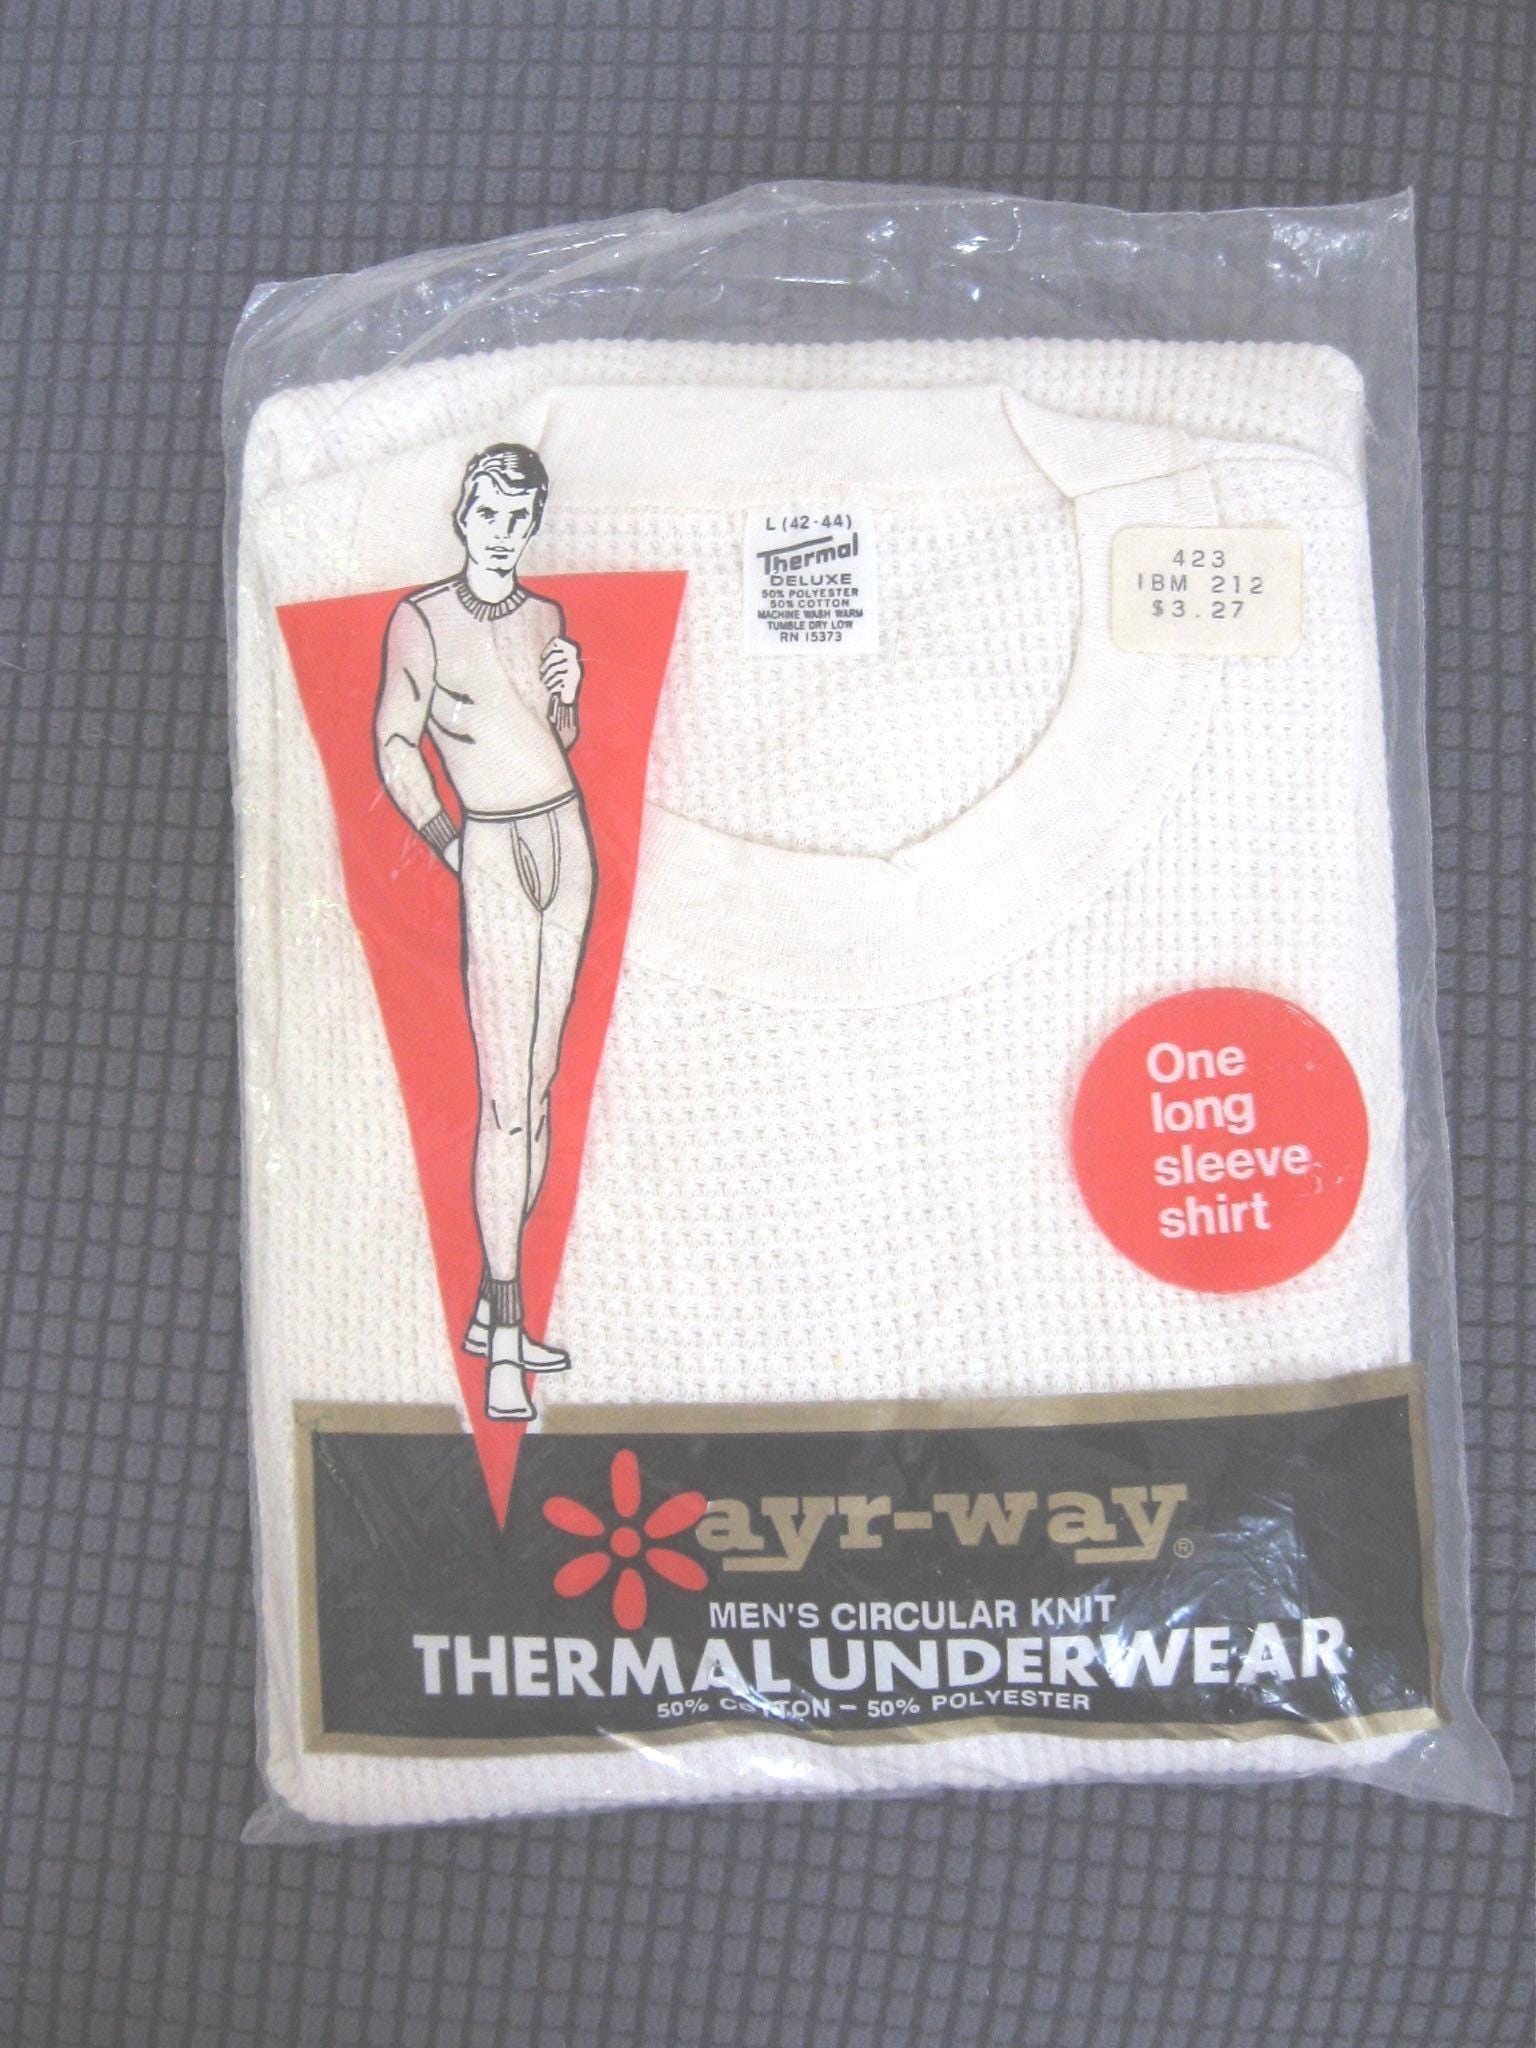 L (42-44)
Thermal
DELUXE
50% POLYESTER
50% COTTON
MACHINE WASH WARM
TUMBLE DRY LOW
RN 15373
423
IBM 212
$3.27
One
long
sleeve
shirt
ayr-way®
MEN'S CIRCULAR KNIT
THERMAL UNDERWEAR
50% COTTON – 50% POLYESTER